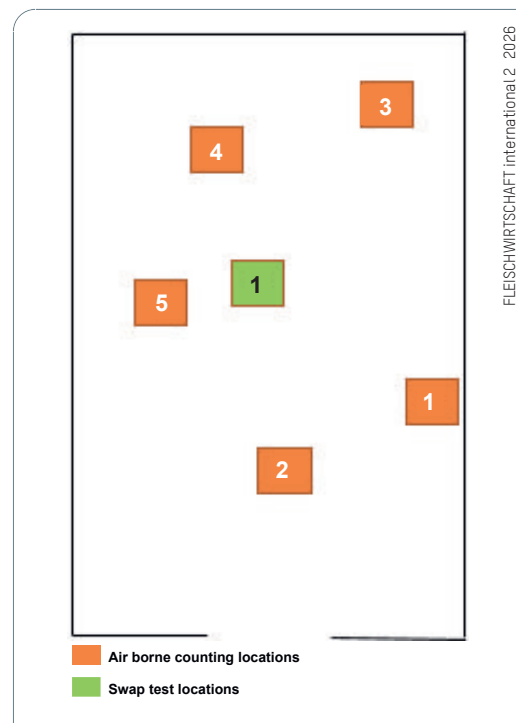 FLEISCHWIRTSCHAFT international 2 2026
3
4
1
5
1
2
Air borne counting locations
Swap test locations